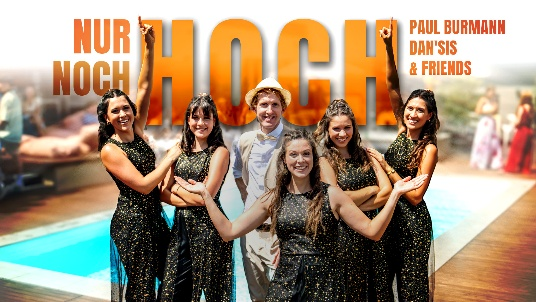 NUR
NOCH
HOCH
PAUL BURMANN
DAN'SIS
& FRIENDS